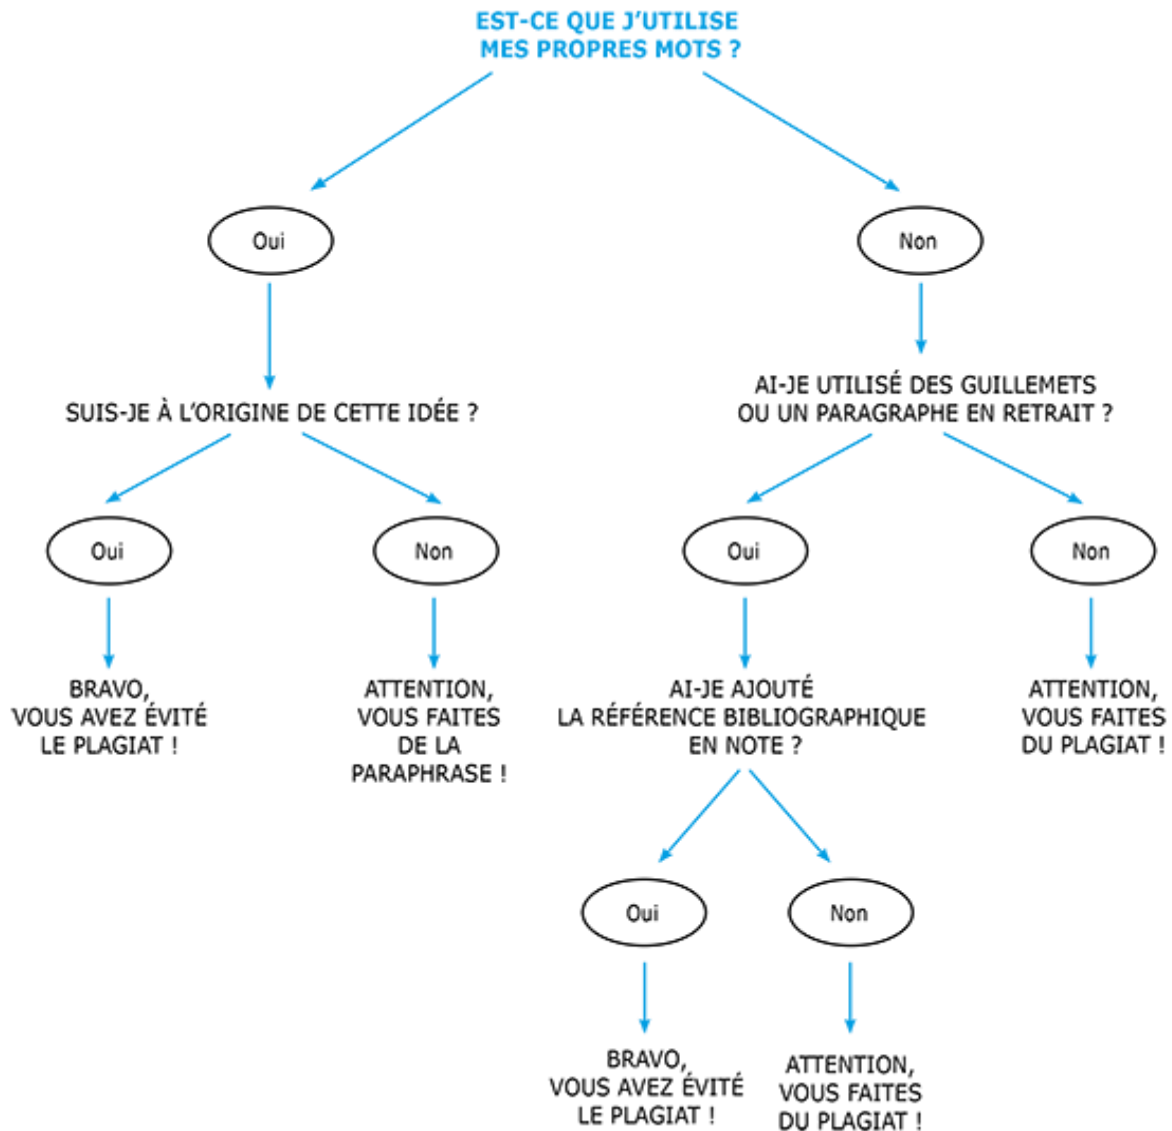 EST-CE QUE J'UTILISE
MES PROPRES MOTS ?
Oui
Non
SUIS-JE À L'ORIGINE DE CETTE IDÉE ?
AI-JE UTILISÉ DES GUILLEMETS
OU UN PARAGRAPHE EN RETRAIT ?
Oui
Non
Oui
Non
BRAVO,
VOUS AVEZ ÉVITÉ
LE PLAGIAT !
ATTENTION,
VOUS FAITES
DE LA
PARAPHRASE !
AI-JE AJOUTÉ
LA RÉFÉRENCE BIBLIOGRAPHIQUE
EN NOTE ?
ATTENTION,
VOUS FAITES
DU PLAGIAT !
Oui
Non
BRAVO,
VOUS AVEZ ÉVITÉ
LE PLAGIAT !
ATTENTION,
VOUS FAITES
DU PLAGIAT !